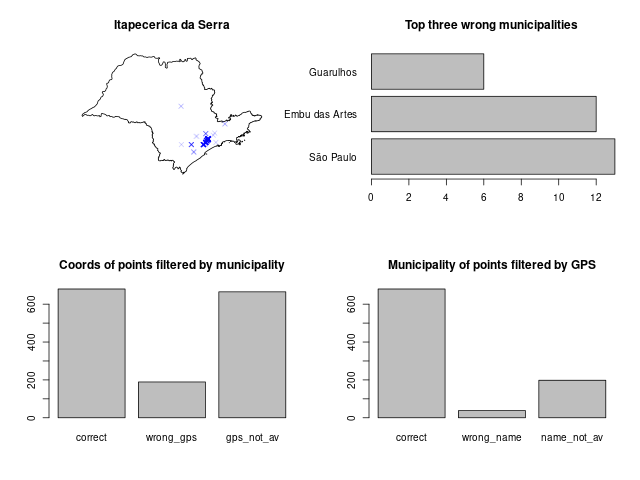 Itapecerica da Serra
Top three wrong municipalities
Guarulhos
Embu das Artes
São Paulo
0 2 4 6 8 10 12
Coords of points filtered by municipality
600
400
200
0
correct wrong_gps gps_not_av
Municipality of points filtered by GPS
600
400
200
0
correct wrong_name name_not_av